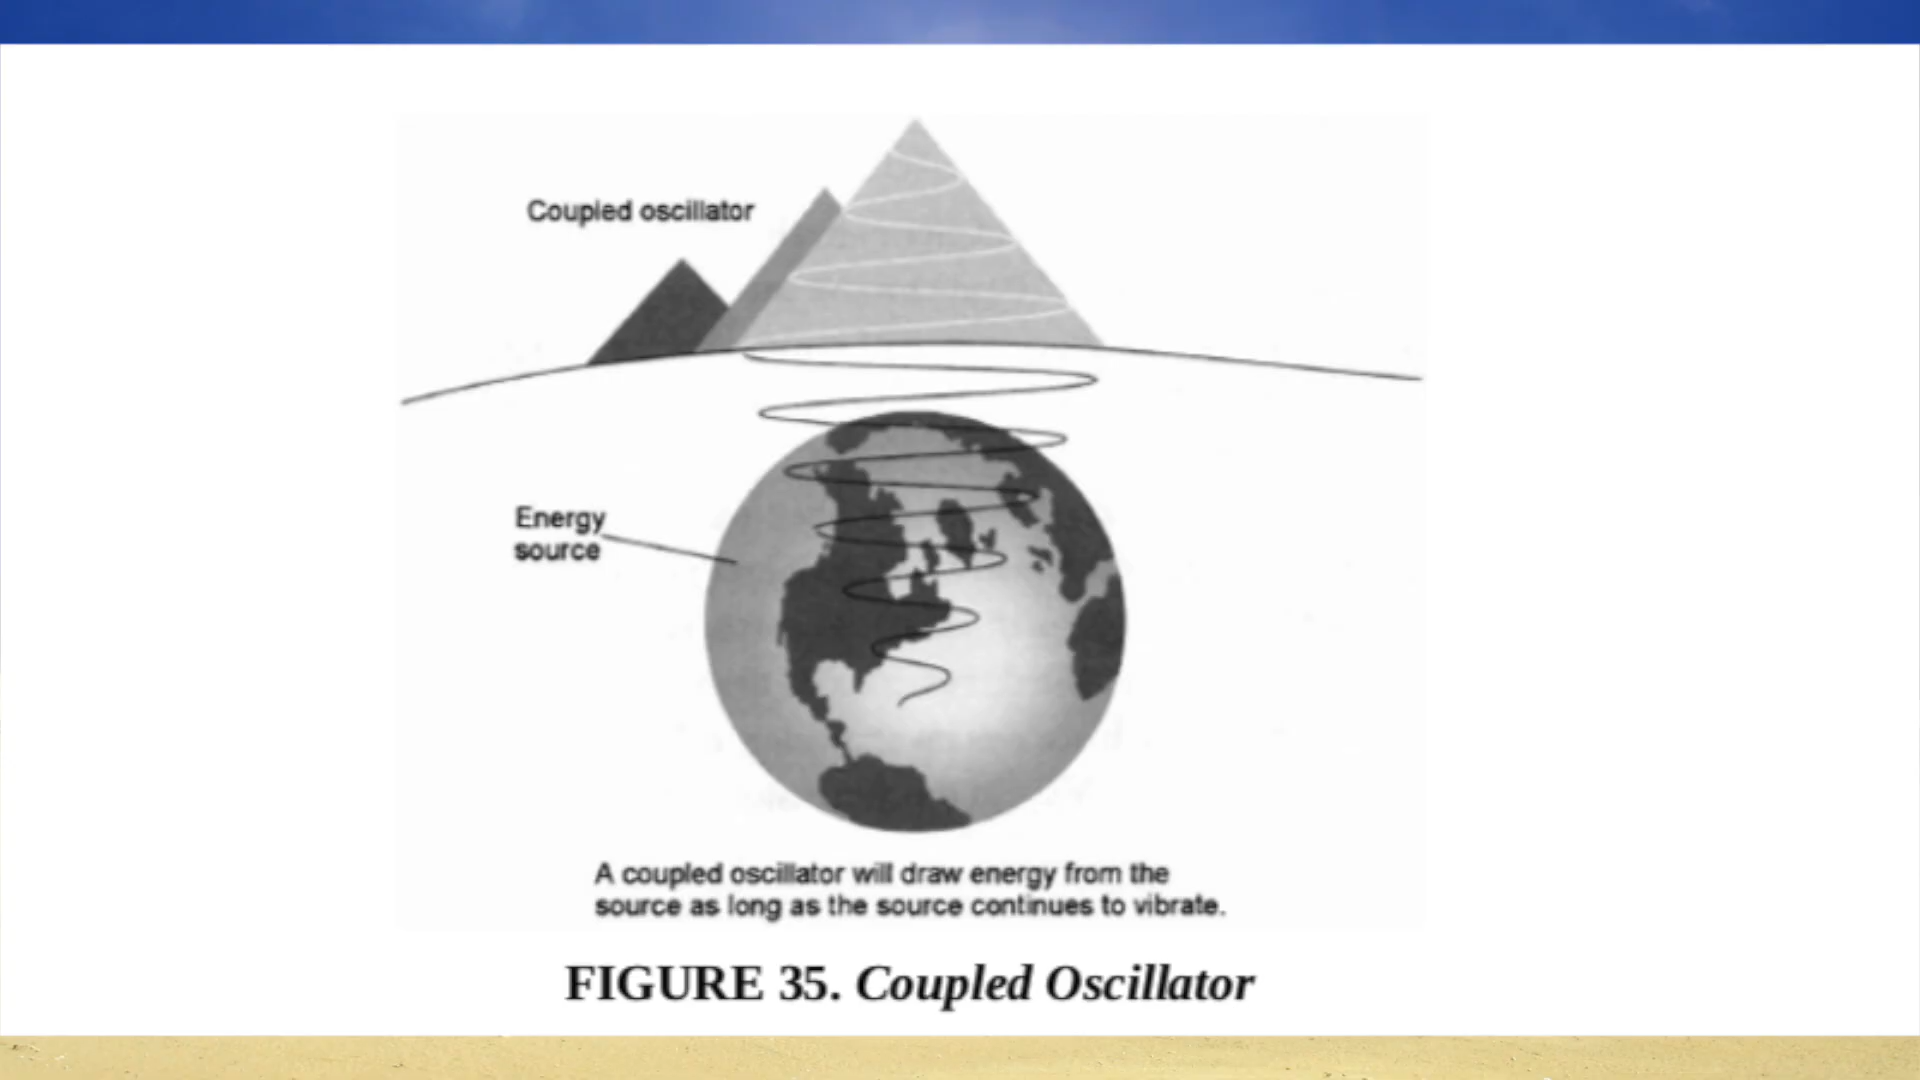 Coupled oscillator
Energy
source
A coupled oscillator will draw energy from the
source as long as the source continues to vibrate.
FIGURE 35. Coupled Oscillator